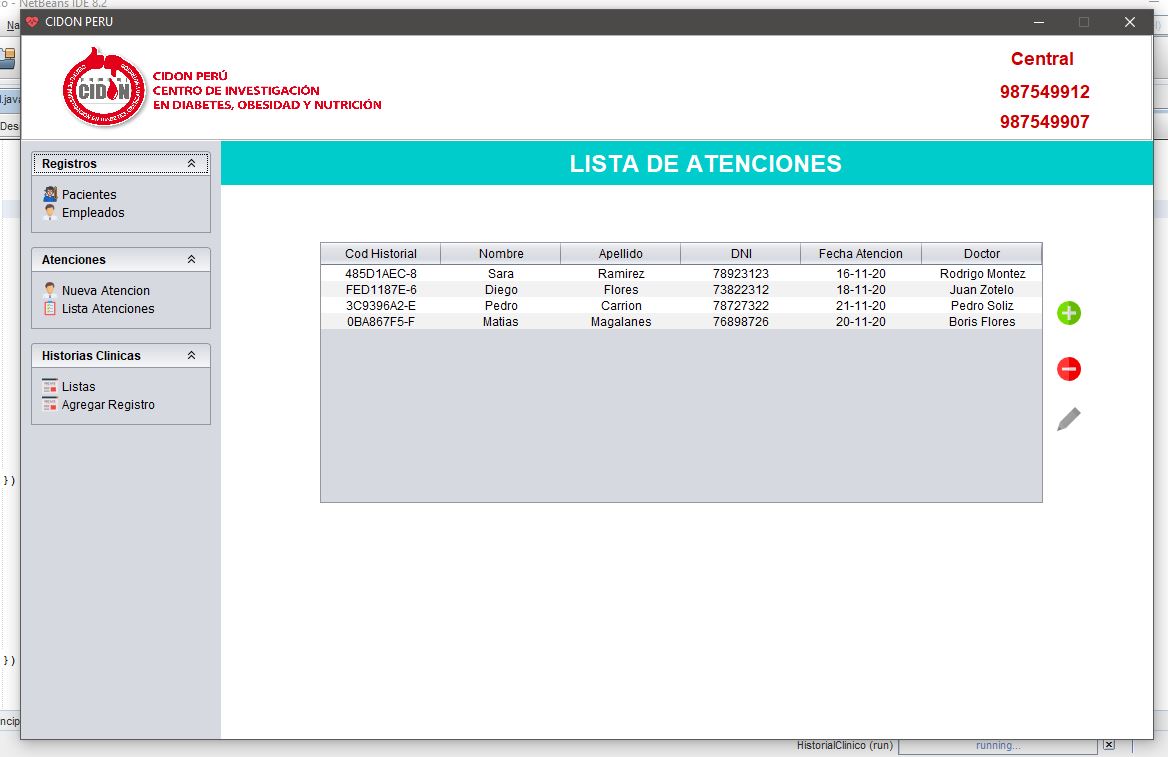 o - NetBeans IDE 8.2
CIDON PERU
Na
CIDON
CIDON PERÚ
CENTRO DE INVESTIGACIÓN
EN DIABETES, OBESIDAD Y NUTRICIÓN
Central
987549912
987549907
l.java
Des
Registros
Pacientes
Empleados
Atenciones
Nueva Atencion
Lista Atenciones
Historias Clinicas
Listas
Agregar Registro
LISTA DE ATENCIONES
Cod Historial Nombre Apellido DNI Fecha Atencion Doctor
485D1AEC-8 Sara Ramirez 78923123 16-11-20 Rodrigo Montez
FED1187E-6 Diego Flores 73822312 18-11-20 Juan Zotelo
3C9396A2-E Pedro Carrion 78727322 21-11-20 Pedro Soliz
0BA867F5-F Matias Magalanes 76898726 20-11-20 Boris Flores
})
})
ncip
HistorialClinico (run) running...